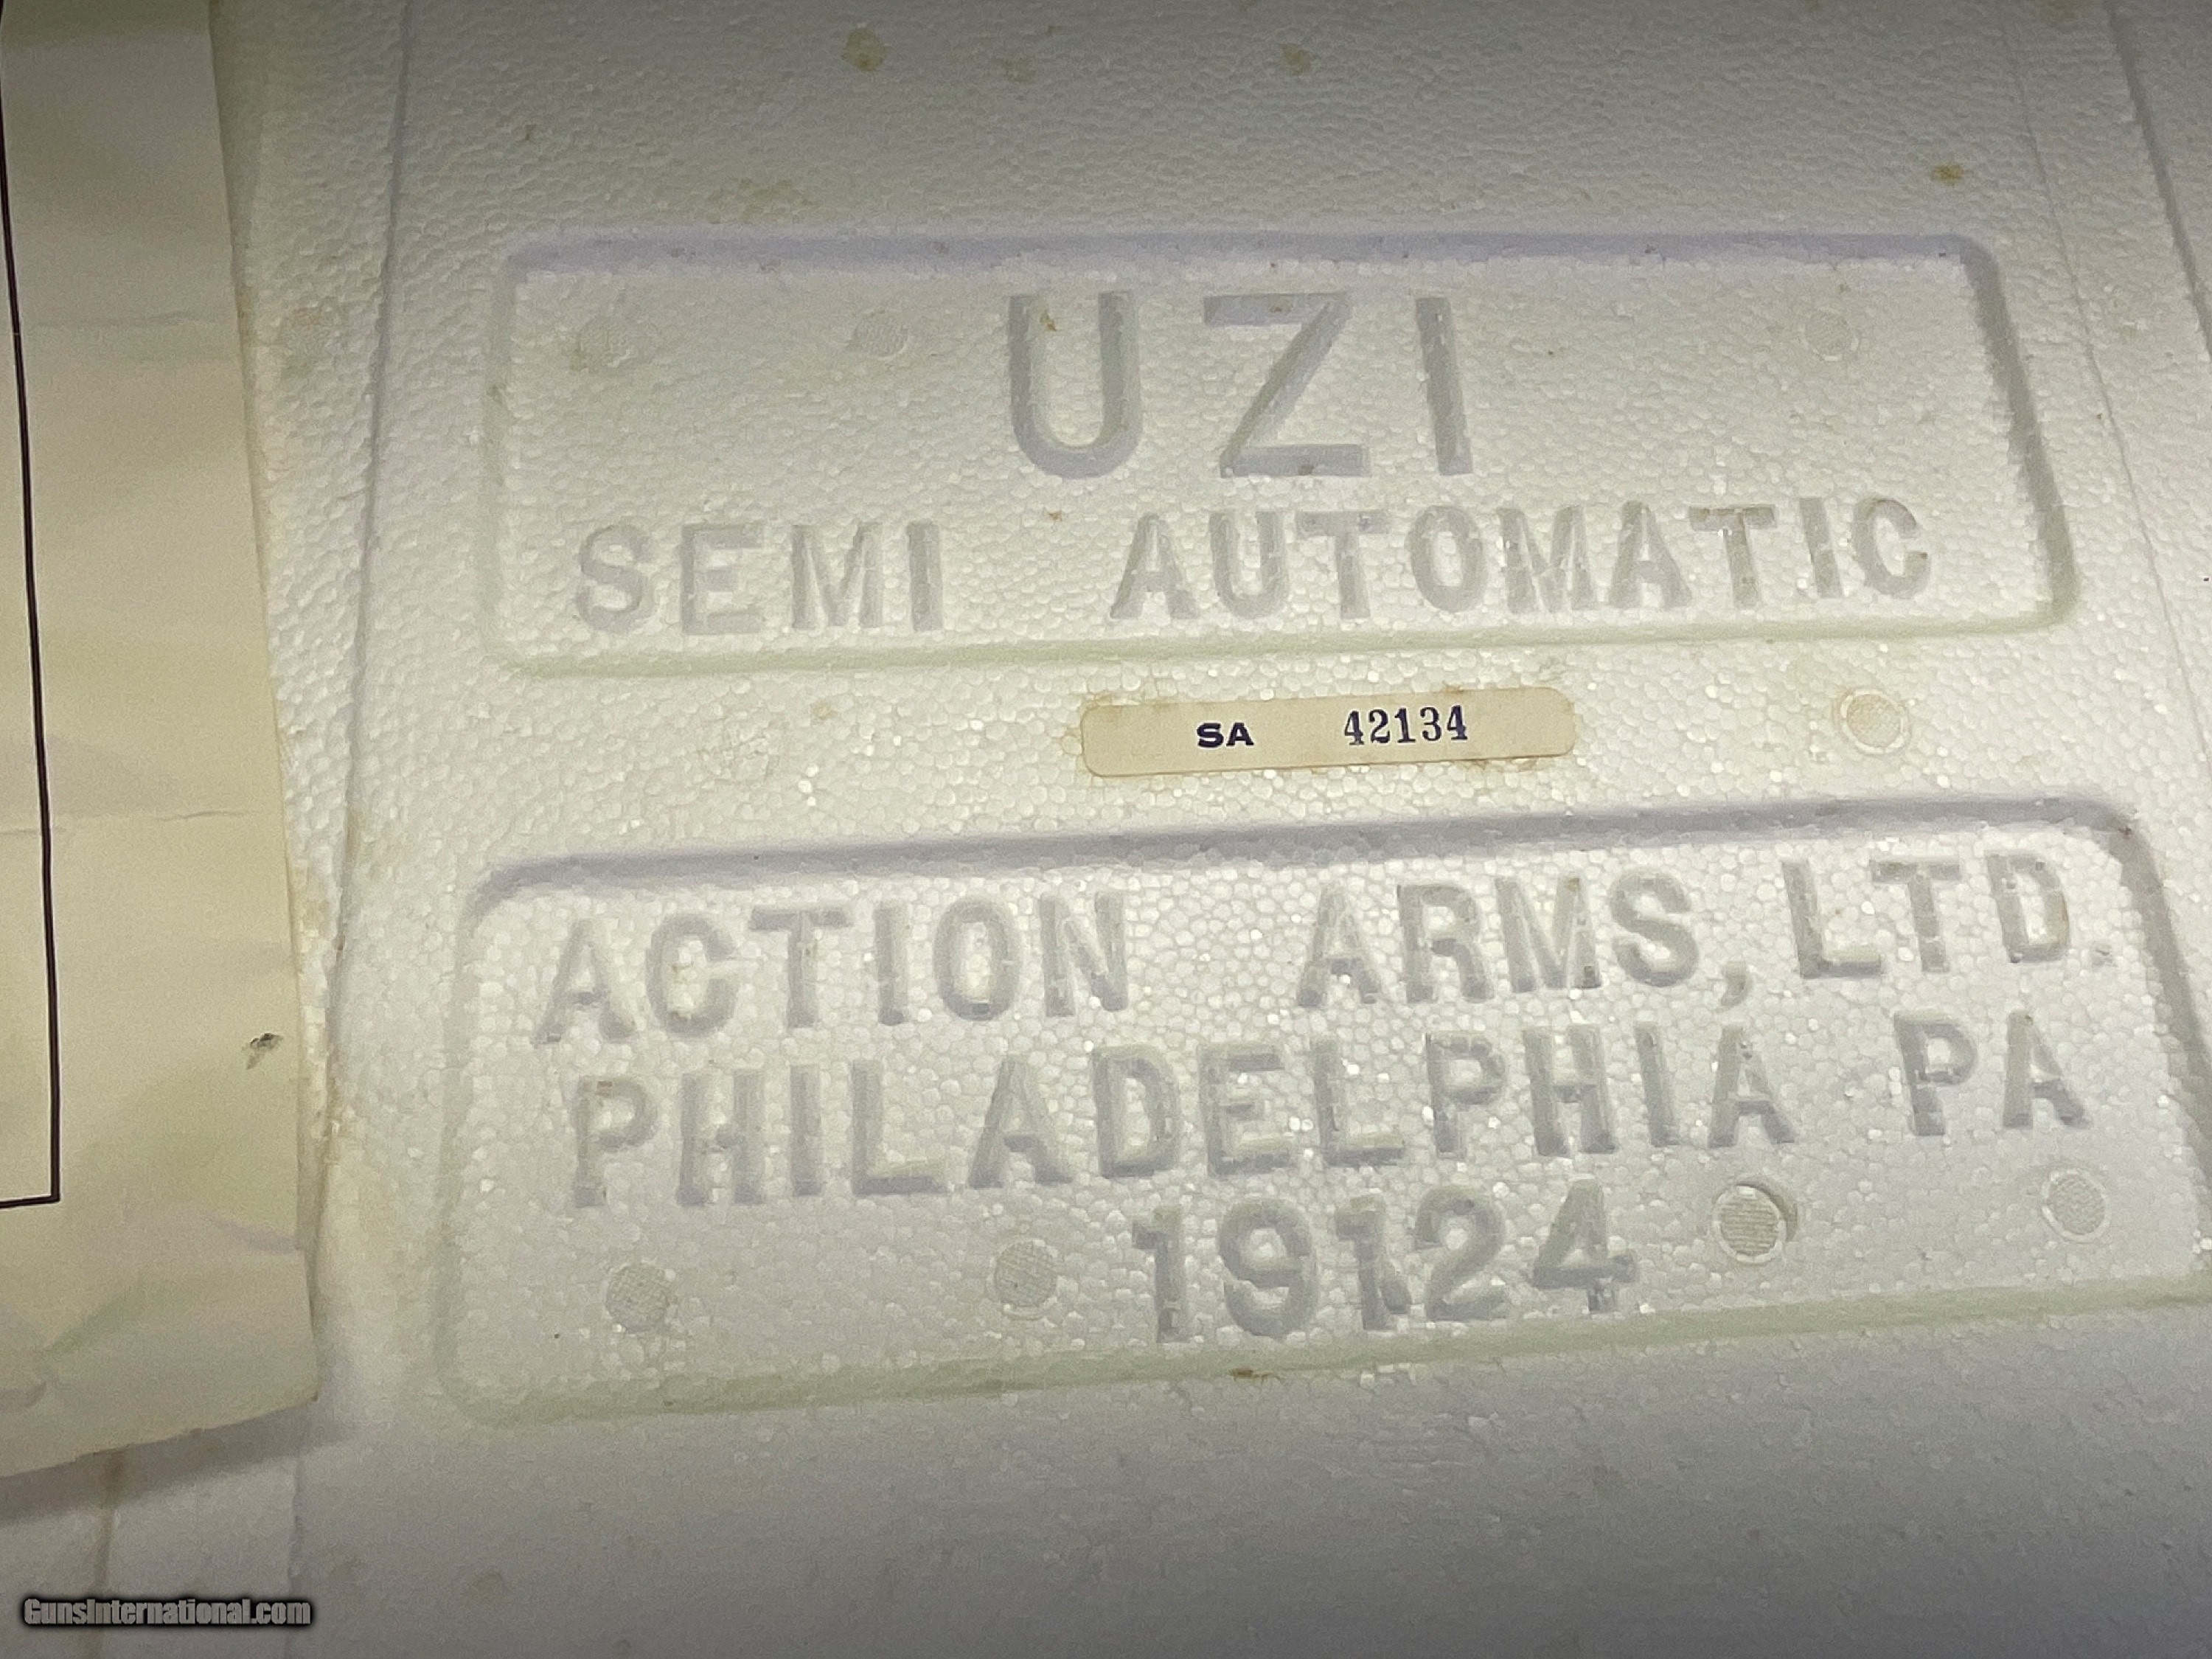 UZI
SEMI AUTOMATIC
SA 42134
ACTION ARMS, LTD.
PHILADELPHIA PA
19124
GunsInternational.com